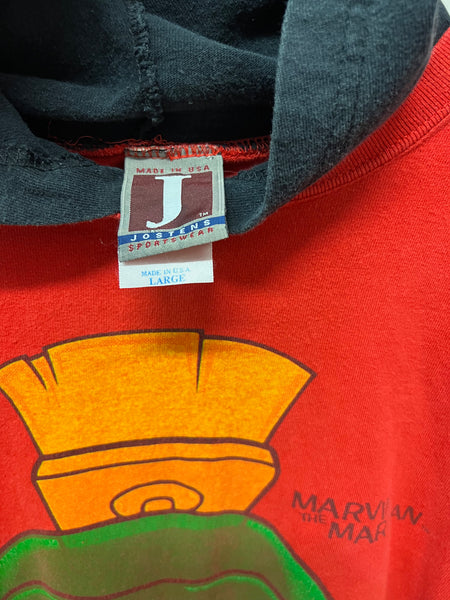 MADE IN USA
J
TM
JOSTENS
SPORTSWEAR
MADE IN U.S.A.
LARGE
MARVIN
THE
MAR